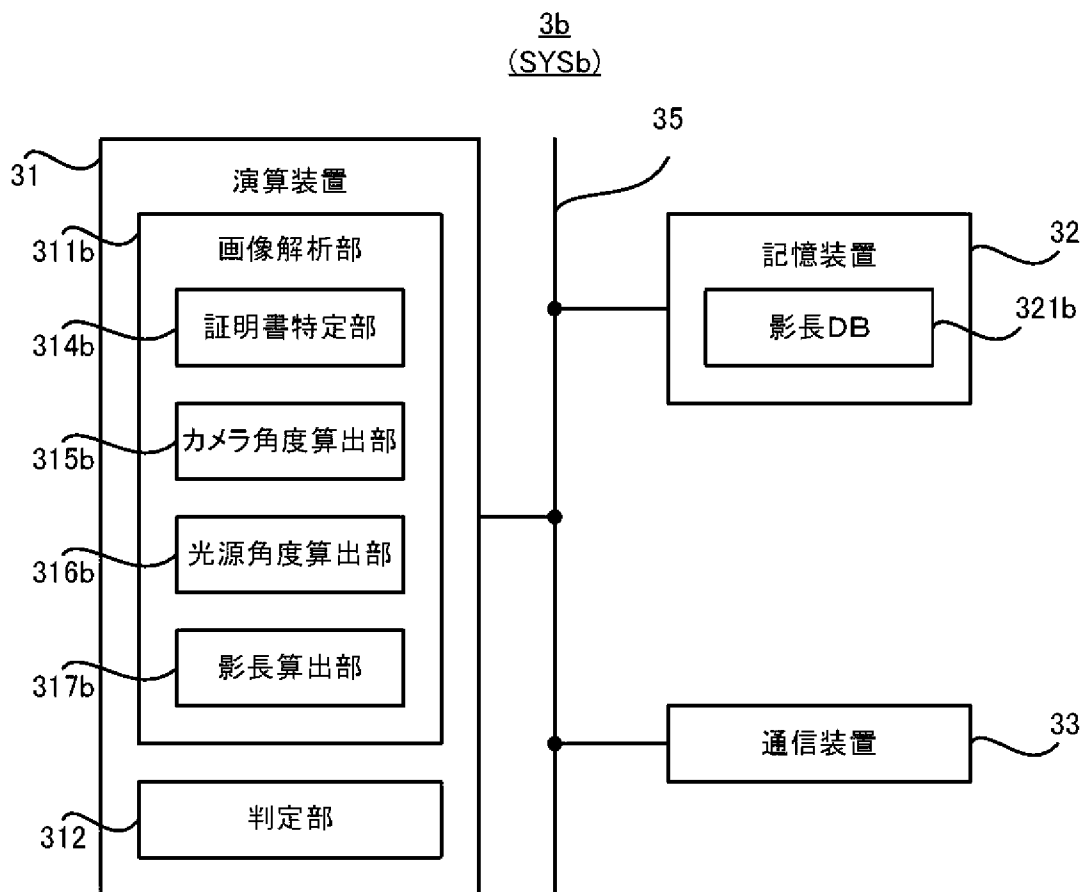 3b
(SYSb)
35
31
演算装置
311b
画像解析部
314b
証明書特定部
315b
カメラ角度算出部
316b
光源角度算出部
317b
影長算出部
312
判定部
32
記憶装置
321b
影長DB
33
通信装置